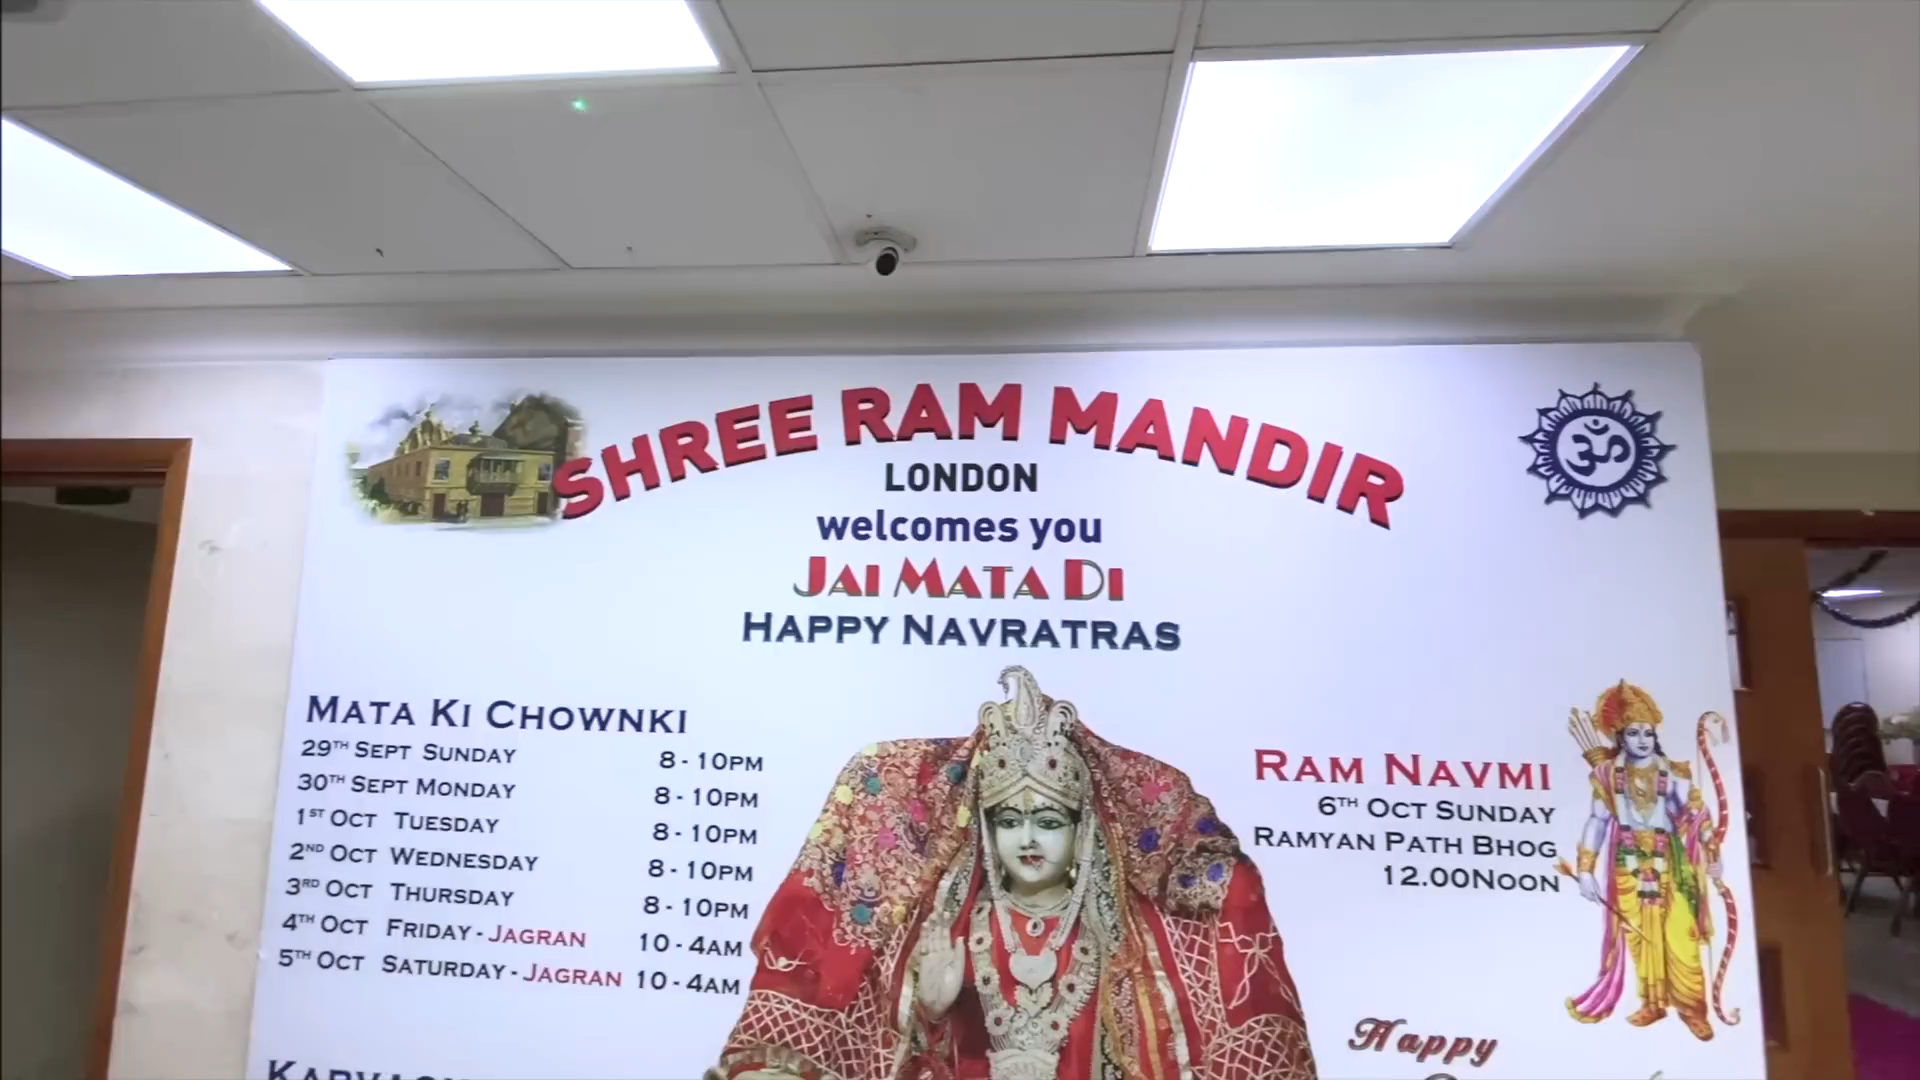 SHREE RAM MANDIR
LONDON
welcomes you
JAI MATA DI
HAPPY NAVRATRAS
MATA KI CHOWNKI
29TH SEPT SUNDAY 8 - 10PM
30TH SEPT MONDAY 8 - 10PM
1ST OCT TUESDAY 8 - 10PM
2ND OCT WEDNESDAY 8 - 10PM
3RD OCT THURSDAY 8 - 10PM
4TH OCT FRIDAY - JAGRAN 10 - 4AM
5TH OCT SATURDAY - JAGRAN 10 - 4AM
RAM NAVMI
6TH OCT SUNDAY
RAMYAN PATH BHOG
12.00NOON
Happy
ॐ